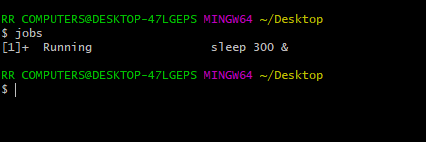 RR COMPUTERS@DESKTOP-47LGEPS MINGW64 ~/Desktop
$ jobs
[1]+  Running                 sleep 300 &
RR COMPUTERS@DESKTOP-47LGEPS MINGW64 ~/Desktop
$